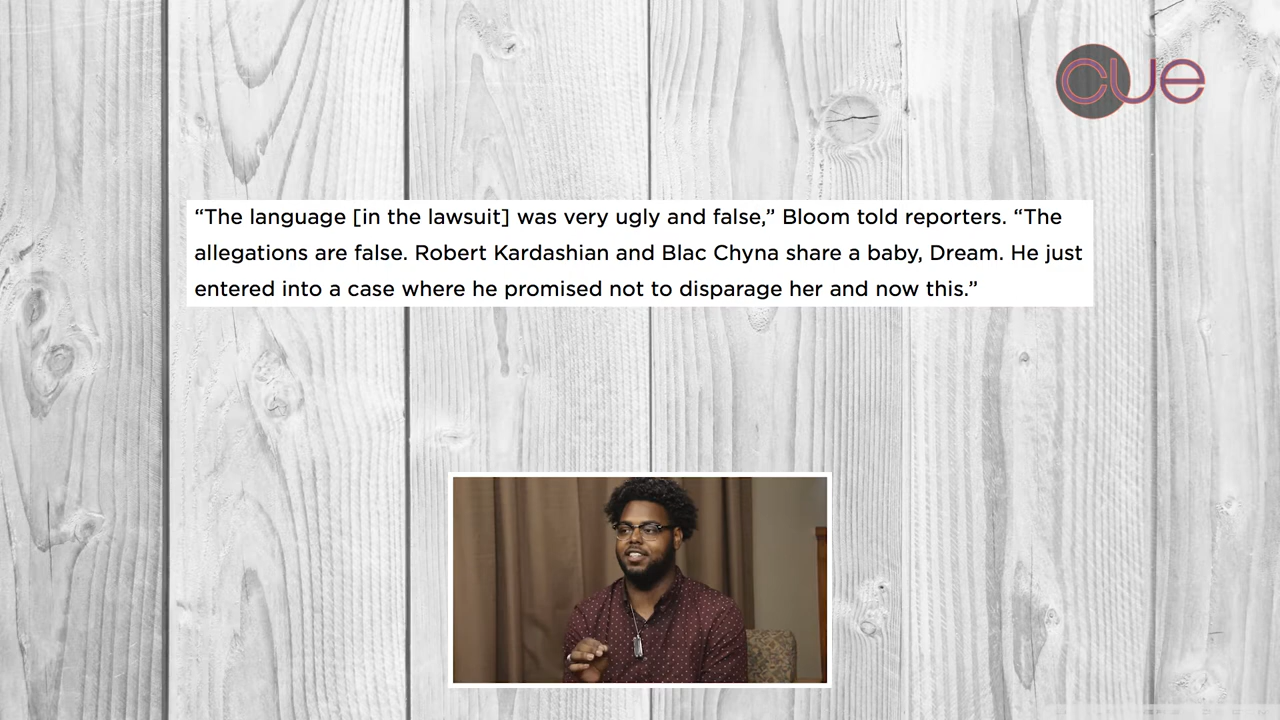 cue
“The language [in the lawsuit] was very ugly and false,” Bloom told reporters. “The
allegations are false. Robert Kardashian and Blac Chyna share a baby, Dream. He just
entered into a case where he promised not to disparage her and now this.”